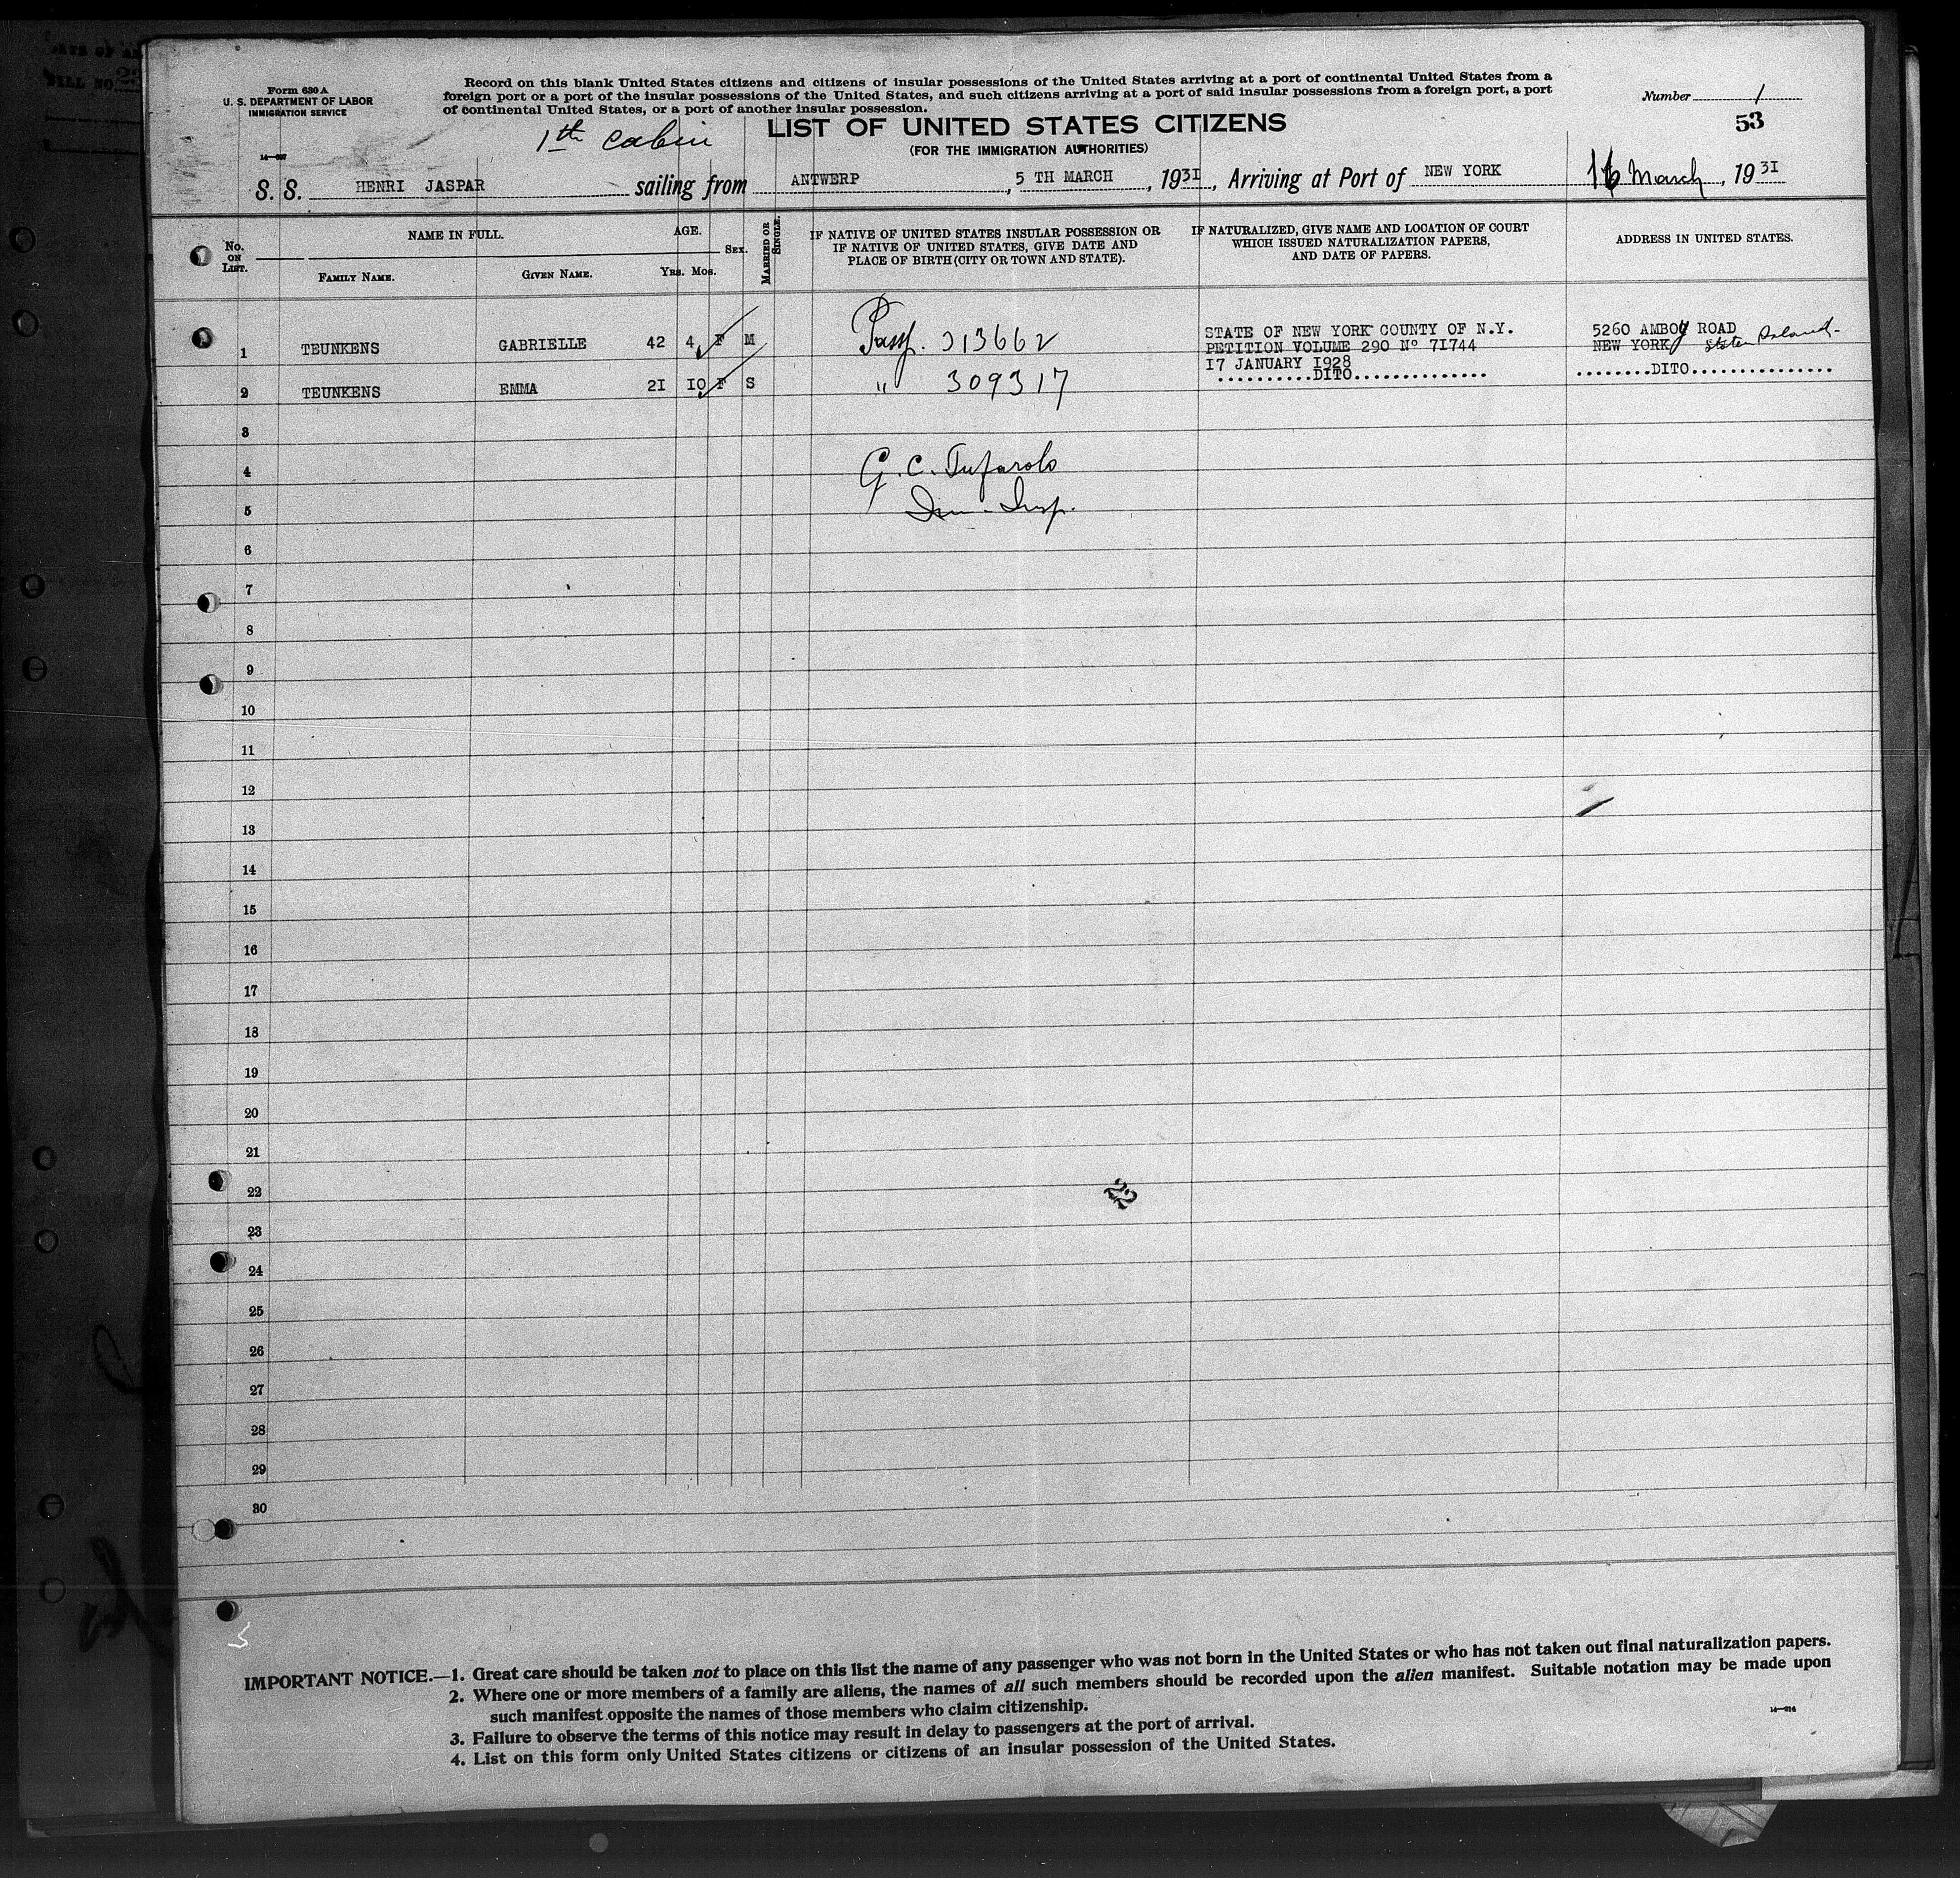 Form 630 A
U. S. DEPARTMENT OF LABOR
IMMIGRATION SERVICE
Record on this blank United States citizens and citizens of insular possessions of the United States arriving at a port of continental United States from a
foreign port or a port of the insular possessions of the United States, and such citizens arriving at a port of said insular possessions from a foreign port, a port
of continental United States, or a port of another insular possession.
Number 1
53
1th cabin
LIST OF UNITED STATES CITIZENS
(FOR THE IMMIGRATION AUTHORITIES)
S. S. HENRI JASPAR sailing from ANTWERP, 5 TH MARCH, 1931, Arriving at Port of NEW YORK 16 March, 1931
No. ON LIST.
NAME IN FULL.
FAMILY NAME.
GIVEN NAME.
AGE.
YRS. MOS.
SEX.
MARRIED OR SINGLE.
IF NATIVE OF UNITED STATES INSULAR POSSESSION OR
IF NATIVE OF UNITED STATES, GIVE DATE AND
PLACE OF BIRTH (CITY OR TOWN AND STATE).
IF NATURALIZED, GIVE NAME AND LOCATION OF COURT
WHICH ISSUED NATURALIZATION PAPERS,
AND DATE OF PAPERS.
ADDRESS IN UNITED STATES.
1 TEUNKENS GABRIELLE 42 4 F M Passp. 313662
STATE OF NEW YORK COUNTY OF N.Y.
PETITION VOLUME 290 No 7I744
I7 JANUARY I928
5260 AMBOY ROAD
NEW YORK Staten Island-
2 TEUNKENS EMMA 2I IO F S " 309317 ..........DITO.............. ........DITO...............
3
4 G. C. Tufarolo
5 Im. Insp.
6
7
8
9
10
11
12
13
14
15
16
17
18
19
20
21
22
22
23
24
25
26
27
28
29
30
IMPORTANT NOTICE.—1. Great care should be taken not to place on this list the name of any passenger who was not born in the United States or who has not taken out final naturalization papers.
2. Where one or more members of a family are aliens, the names of all such members should be recorded upon the alien manifest. Suitable notation may be made upon
such manifest opposite the names of those members who claim citizenship.
3. Failure to observe the terms of this notice may result in delay to passengers at the port of arrival.
4. List on this form only United States citizens or citizens of an insular possession of the United States.